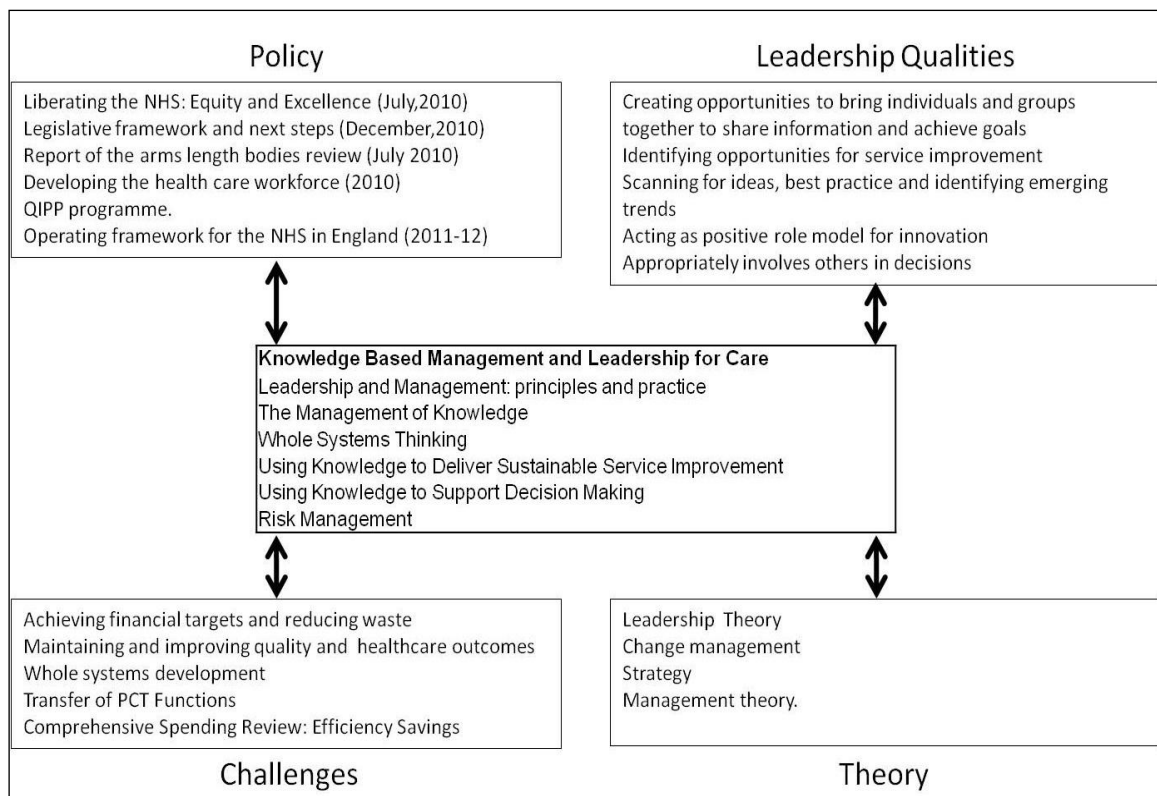 Policy
Liberating the NHS: Equity and Excellence (July,2010)
Legislative framework and next steps (December,2010)
Report of the arms length bodies review (July 2010)
Developing the health care workforce (2010)
QIPP programme.
Operating framework for the NHS in England (2011-12)
Leadership Qualities
Creating opportunities to bring individuals and groups
together to share information and achieve goals
Identifying opportunities for service improvement
Scanning for ideas, best practice and identifying emerging
trends
Acting as positive role model for innovation
Appropriately involves others in decisions
Knowledge Based Management and Leadership for Care
Leadership and Management: principles and practice
The Management of Knowledge
Whole Systems Thinking
Using Knowledge to Deliver Sustainable Service Improvement
Using Knowledge to Support Decision Making
Risk Management
Achieving financial targets and reducing waste
Maintaining and improving quality and healthcare outcomes
Whole systems development
Transfer of PCT Functions
Comprehensive Spending Review: Efficiency Savings
Challenges
Leadership Theory
Change management
Strategy
Management theory.
Theory